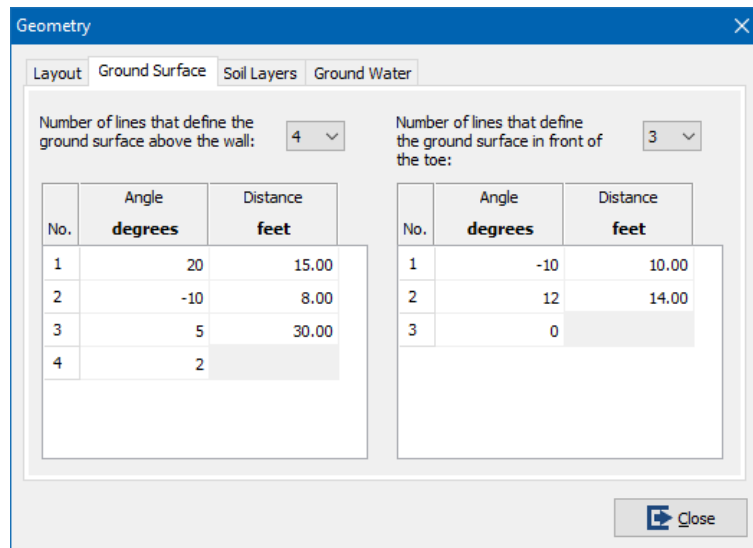 Geometry
Layout Ground Surface Soil Layers Ground Water
Number of lines that define the
ground surface above the wall:
4
Angle Distance
No. degrees feet
1 20 15.00
2 -10 8.00
3 5 30.00
4 2
Number of lines that define
the ground surface in front of
the toe:
3
Angle Distance
No. degrees feet
1 -10 10.00
2 12 14.00
3 0
Close